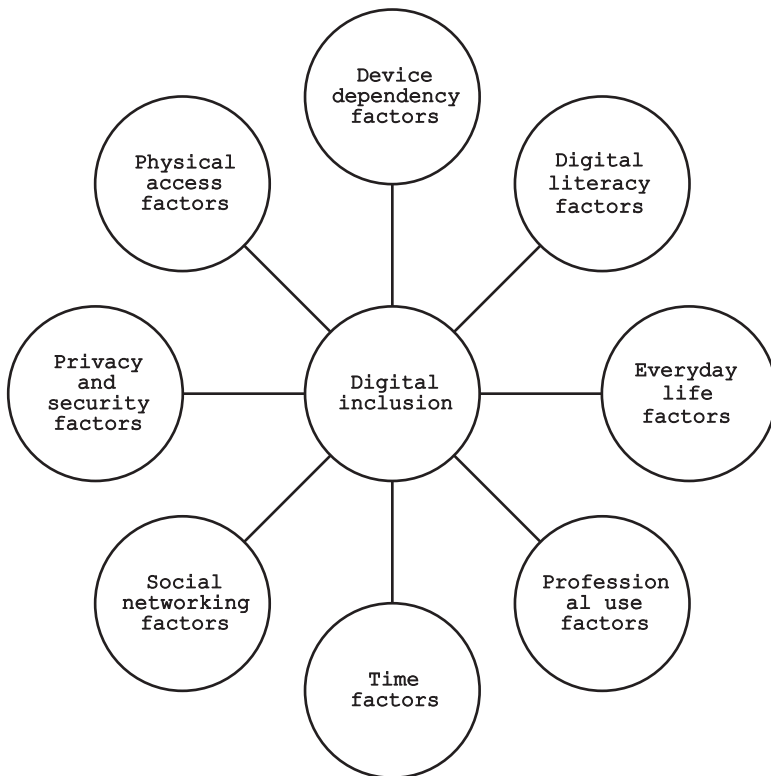 Device
dependency
factors
Physical
access
factors
Digital
literacy
factors
Privacy
and
security
factors
Digital
inclusion
Everyday
life
factors
Social
networking
factors
Profession
al use
factors
Time
factors